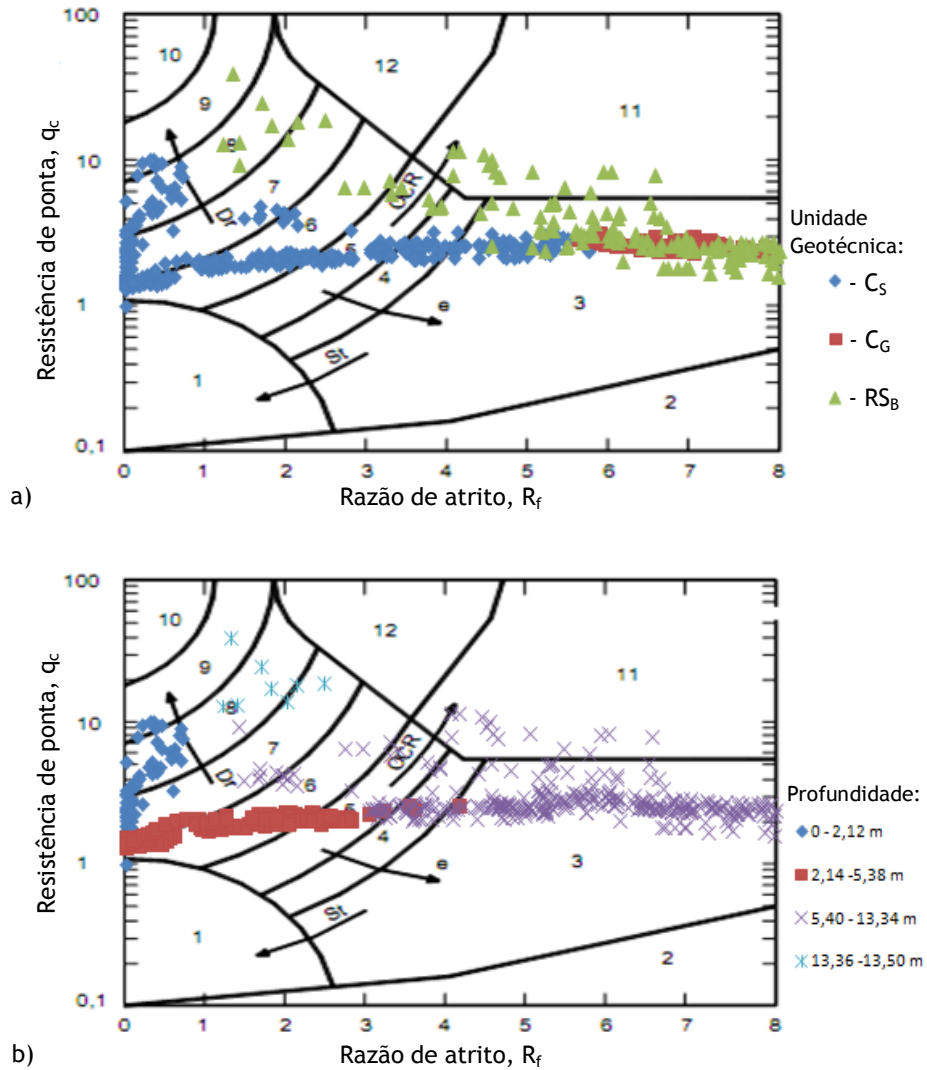 100
10
1
0,1
Resistência de ponta, qc
10
12
9
11
8
7
Dr
6
OCR
5
4
e
3
St
1
2
0 1 2 3 4 5 6 7 8
a)
Razão de atrito, Rf
Unidade
Geotécnica:
- CS
- CG
- RSB
100
10
1
0,1
Resistência de ponta, qc
10
12
9
11
8
7
Dr
6
OCR
5
4
e
3
St
1
2
0 1 2 3 4 5 6 7 8
b)
Razão de atrito, Rf
Profundidade:
0 - 2,12 m
2,14 -5,38 m
5,40 - 13,34 m
13,36 -13,50 m